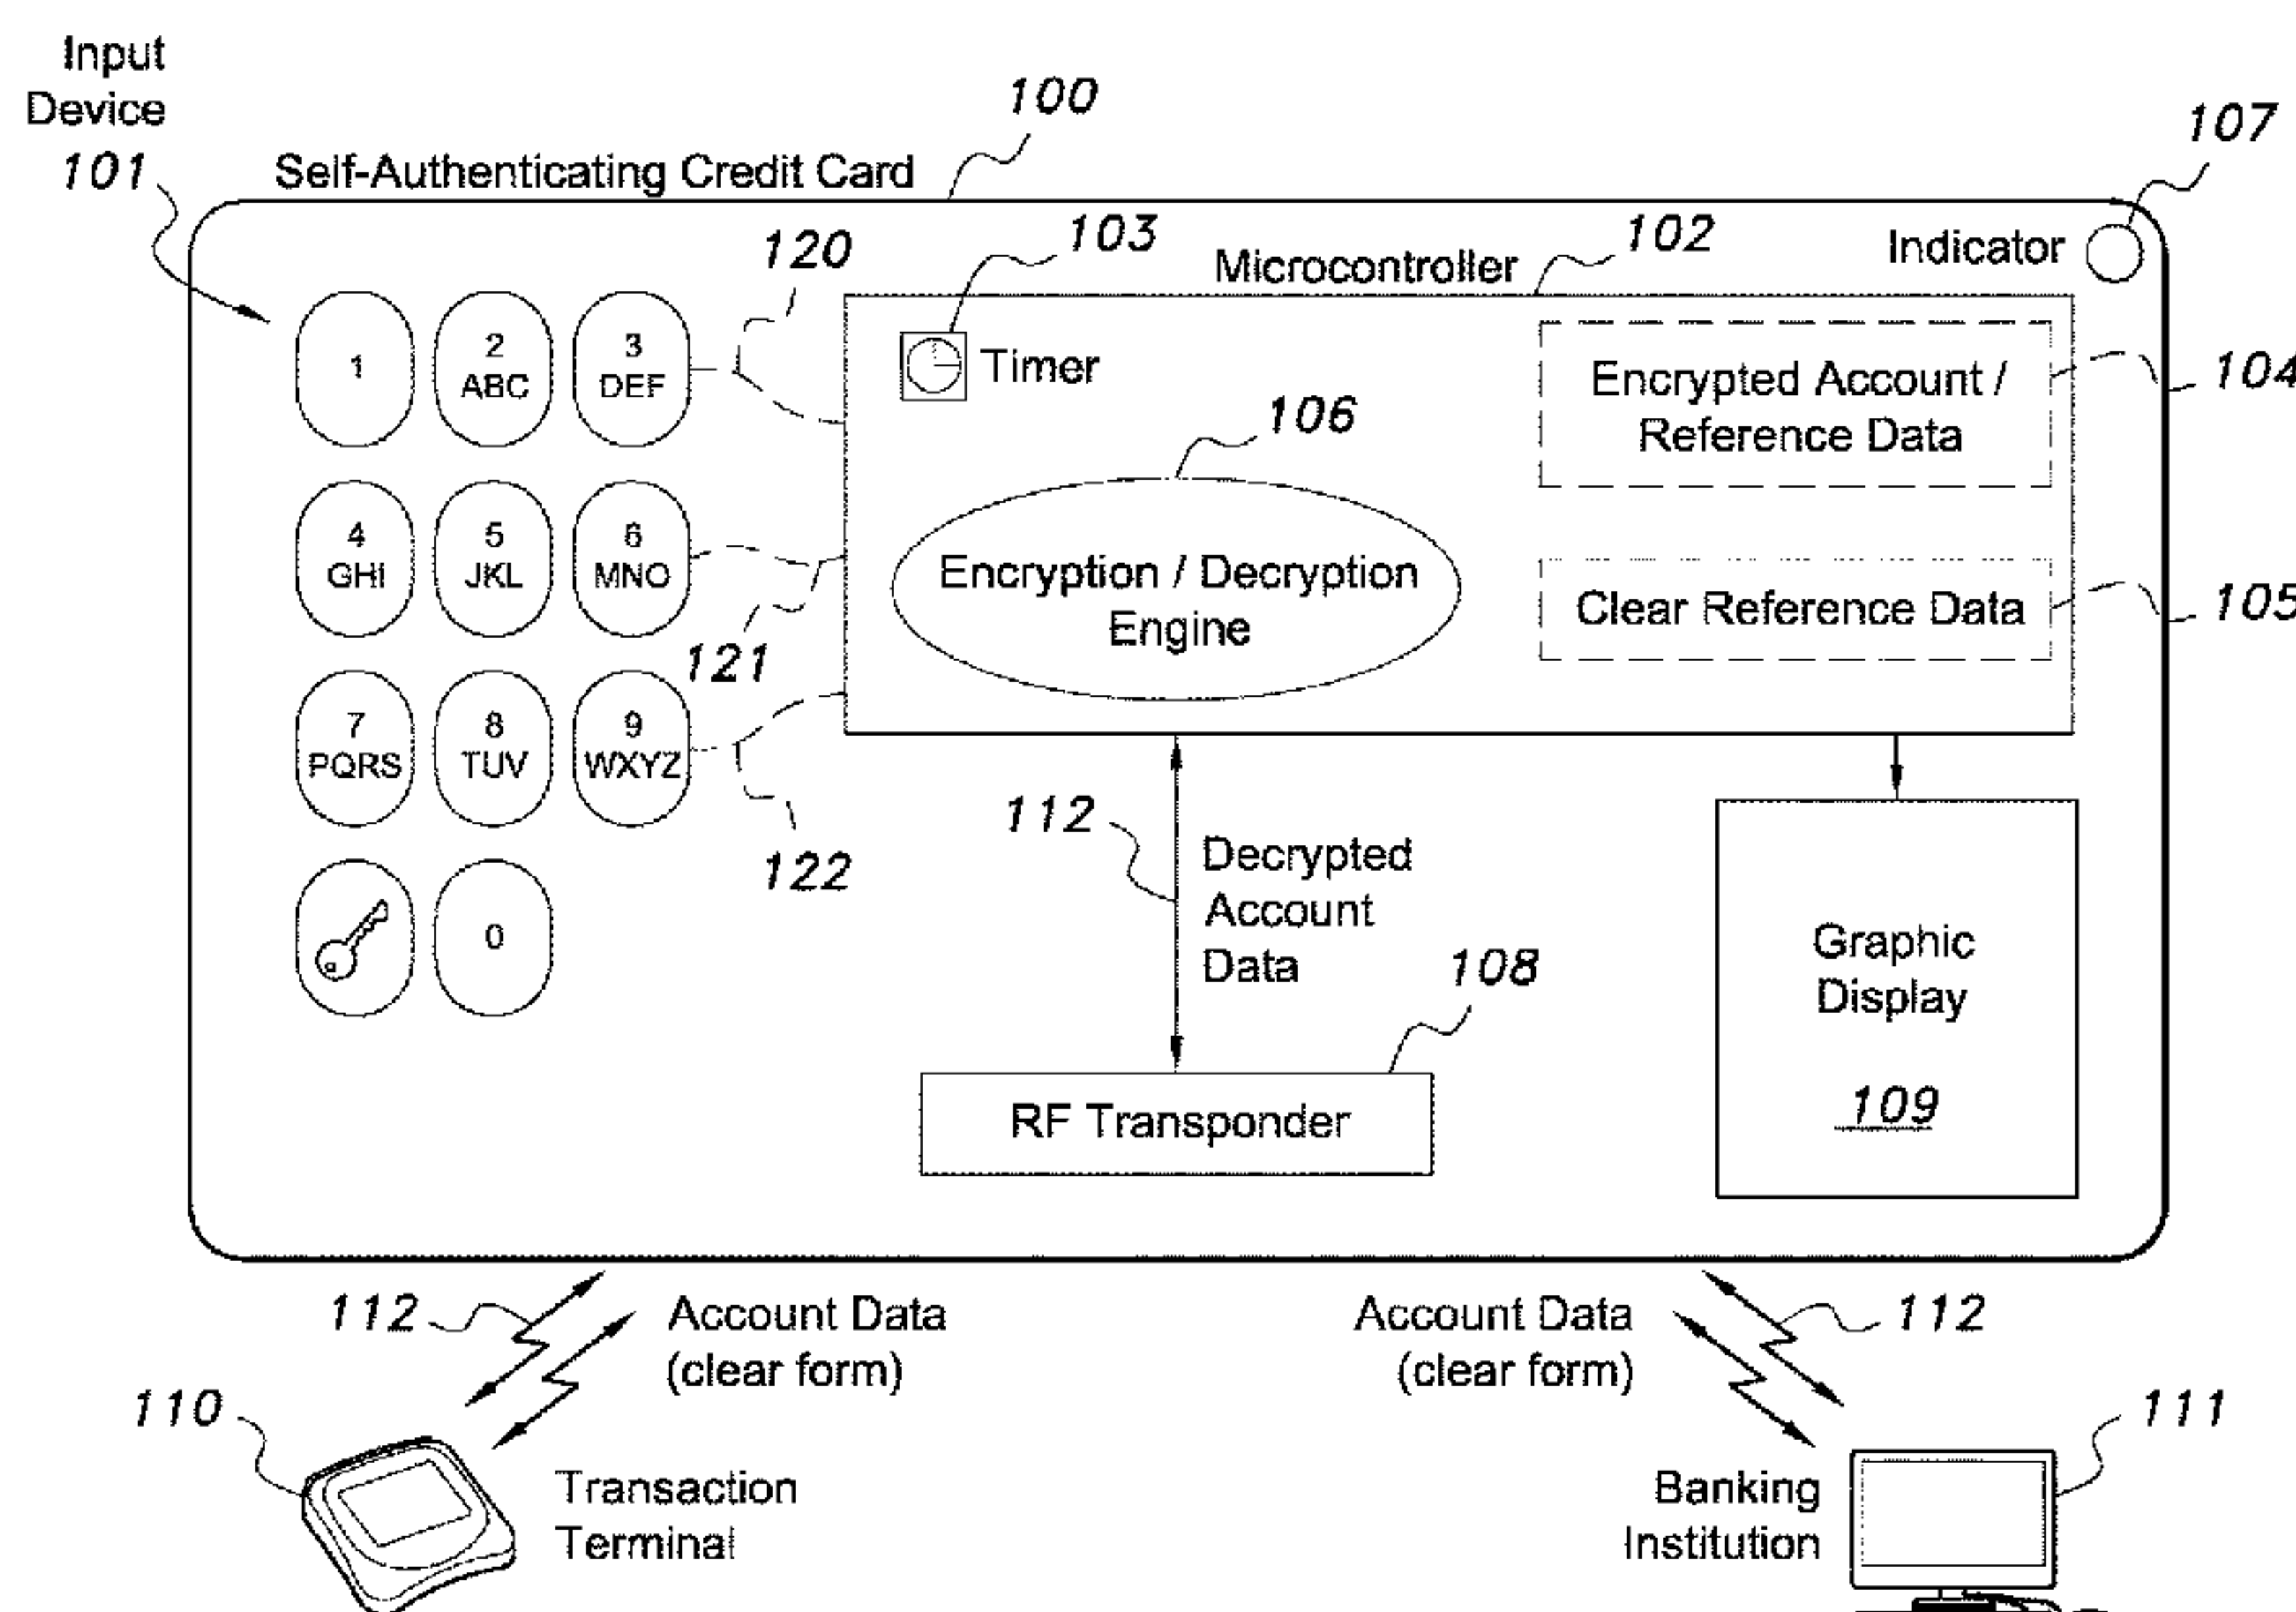 Input
Device
101
100
107
Self-Authenticating Credit Card
120
103
102
Microcontroller
Indicator
1
2
ABC
3
DEF
Timer
Encrypted Account /
Reference Data
104
106
4
GHI
5
JKL
6
MNO
Encryption / Decryption
Engine
Clear Reference Data
105
121
7
PQRS
8
TUV
9
WXYZ
122
112
Decrypted
Account
Data
0
108
RF Transponder
Graphic
Display
109
112
Account Data
(clear form)
Account Data
(clear form)
112
110
Transaction
Terminal
Banking
Institution
111